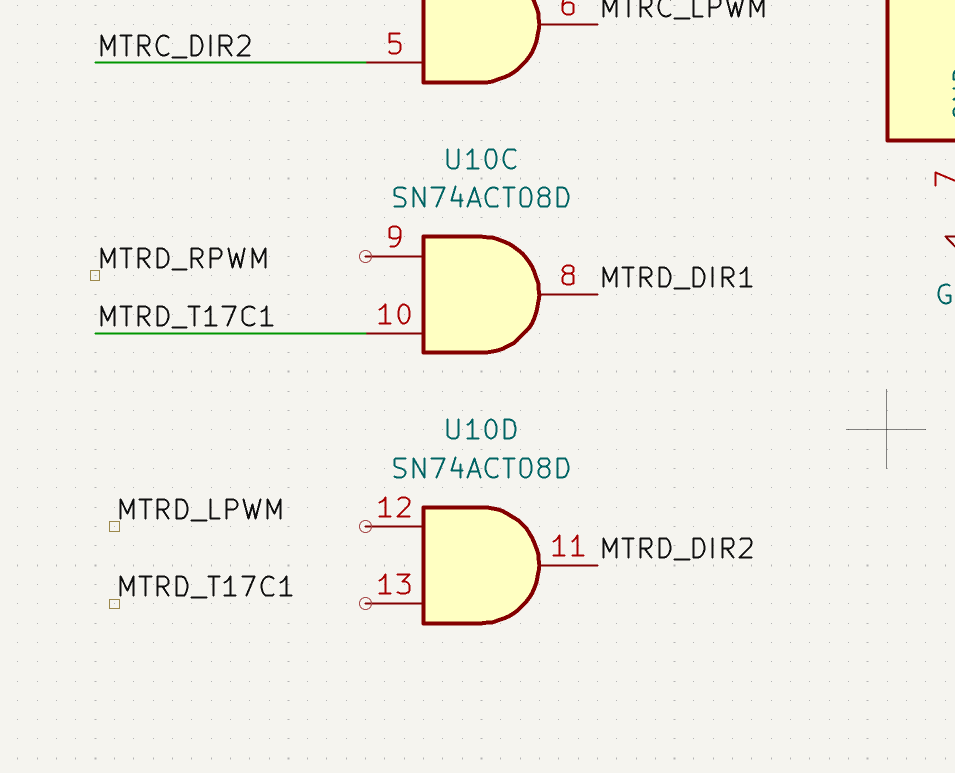 6 MTRC_LPWM
MTRC_DIR2 5
7
U10C
SN74ACT08D
MTRD_RPWM 9
8 MTRD_DIR1
G
MTRD_T17C1 10
U10D
SN74ACT08D
MTRD_LPWM 12
11 MTRD_DIR2
MTRD_T17C1 13